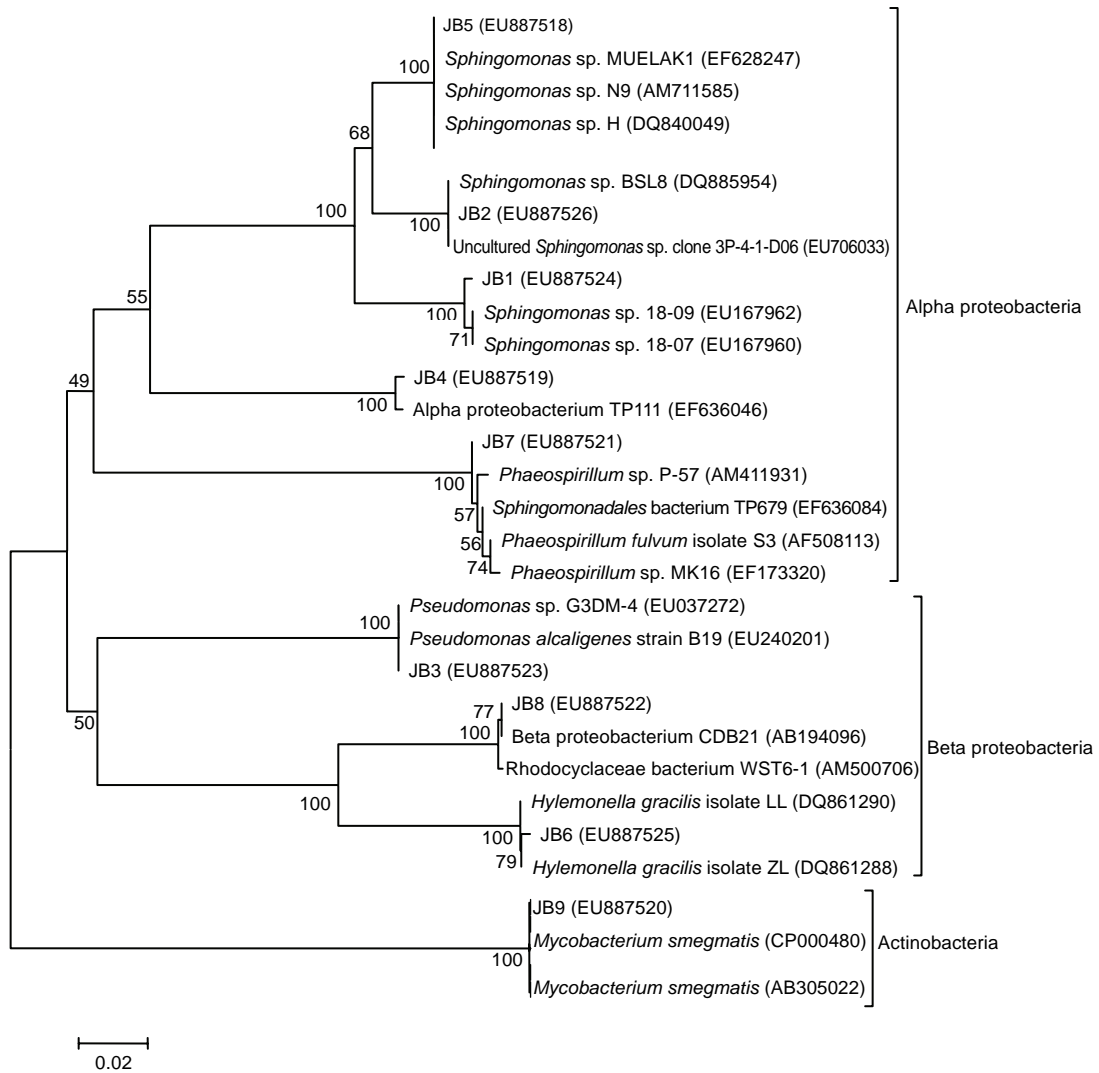 JB5 (EU887518)
Sphingomonas sp. MUELAK1 (EF628247)
100
Sphingomonas sp. N9 (AM711585)
Sphingomonas sp. H (DQ840049)
68
Sphingomonas sp. BSL8 (DQ885954)
100
JB2 (EU887526)
100
Uncultured Sphingomonas sp. clone 3P-4-1-D06 (EU706033)
JB1 (EU887524)
55
Alpha proteobacteria
100
Sphingomonas sp. 18-09 (EU167962)
71
Sphingomonas sp. 18-07 (EU167960)
49
JB4 (EU887519)
100
Alpha proteobacterium TP111 (EF636046)
JB7 (EU887521)
100
Phaeospirillum sp. P-57 (AM411931)
57
Sphingomonadales bacterium TP679 (EF636084)
56
Phaeospirillum fulvum isolate S3 (AF508113)
74
Phaeospirillum sp. MK16 (EF173320)
Pseudomonas sp. G3DM-4 (EU037272)
100
Pseudomonas alcaligenes strain B19 (EU240201)
JB3 (EU887523)
50
77
JB8 (EU887522)
100
Beta proteobacterium CDB21 (AB194096)
Beta proteobacteria
Rhodocyclaceae bacterium WST6-1 (AM500706)
100
Hylemonella gracilis isolate LL (DQ861290)
100
JB6 (EU887525)
79
Hylemonella gracilis isolate ZL (DQ861288)
JB9 (EU887520)
Mycobacterium smegmatis (CP000480)
Actinobacteria
100
Mycobacterium smegmatis (AB305022)
0.02